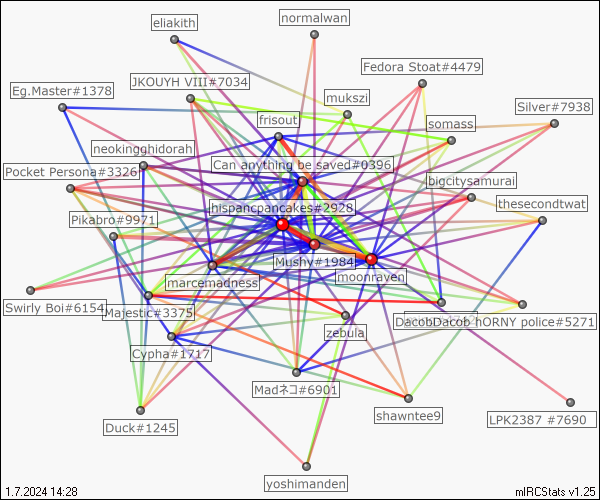 normalwan
eliakith
Fedora Stoat#4479
JKOUYH VIII#7034
Eg.Master#1378
mukszi
Silver#7938
frisout
somass
neokingghidorah
Can anything be saved#0396
Pocket Persona#3326
bigcitysamurai
thesecondtwat
hispancpancakes#2928
Pikabro#9971
Mushy#1984
moonraven
marcemadness
Swirly Boi#6154
Majestic#3375
DacobDacob hORNY police#5271
zebula
Cypha#1717
Madネコ#6901
shawntee9
LPK2387 #7690
Duck#1245
yoshimanden
1.7.2024 14:28
mIRCStats v1.25